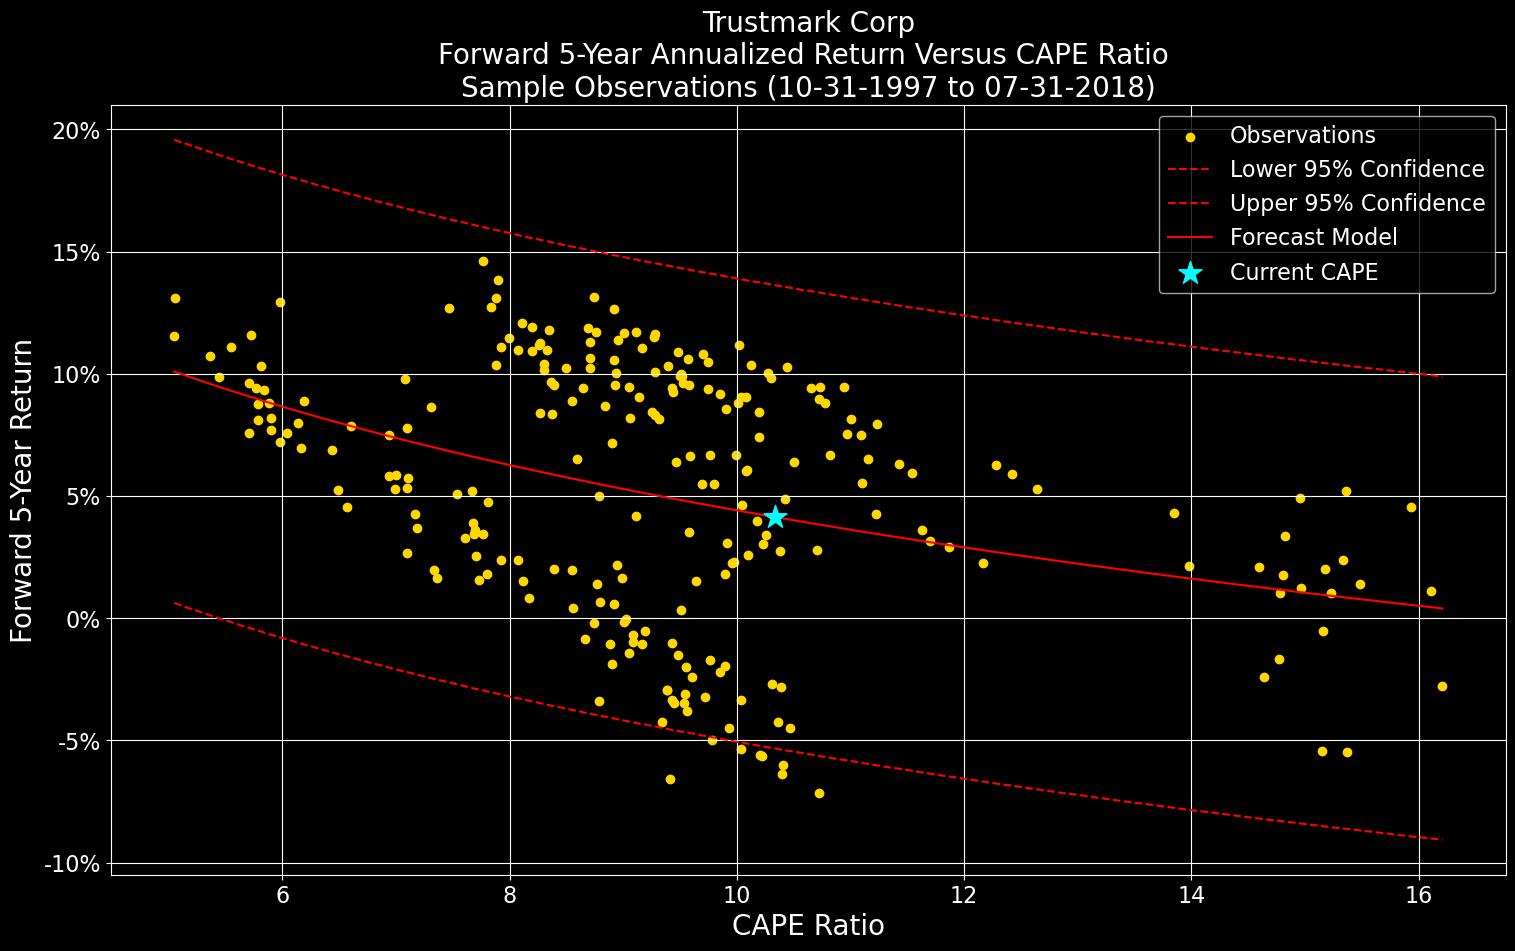 Trustmark Corp
Forward 5-Year Annualized Return Versus CAPE Ratio
Sample Observations (10-31-1997 to 07-31-2018)
Observations
Lower 95% Confidence
Upper 95% Confidence
Forecast Model
Current CAPE
Forward 5-Year Return
20%
15%
10%
5%
0%
-5%
-10%
6 8 10 12 14 16
CAPE Ratio